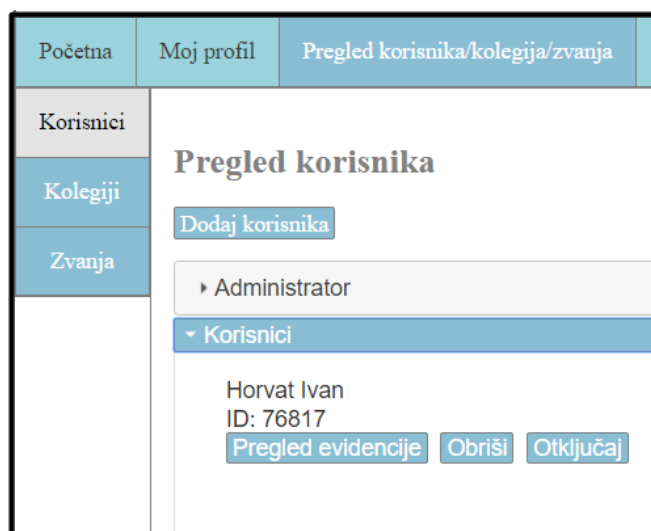 Početna Moj profil Pregled korisnika/kolegija/zvanja
Korisnici
Kolegiji
Zvanja
Pregled korisnika
Dodaj korisnika
Administrator
Korisnici
Horvat Ivan
ID: 76817
Pregled evidencije Obriši Otključaj